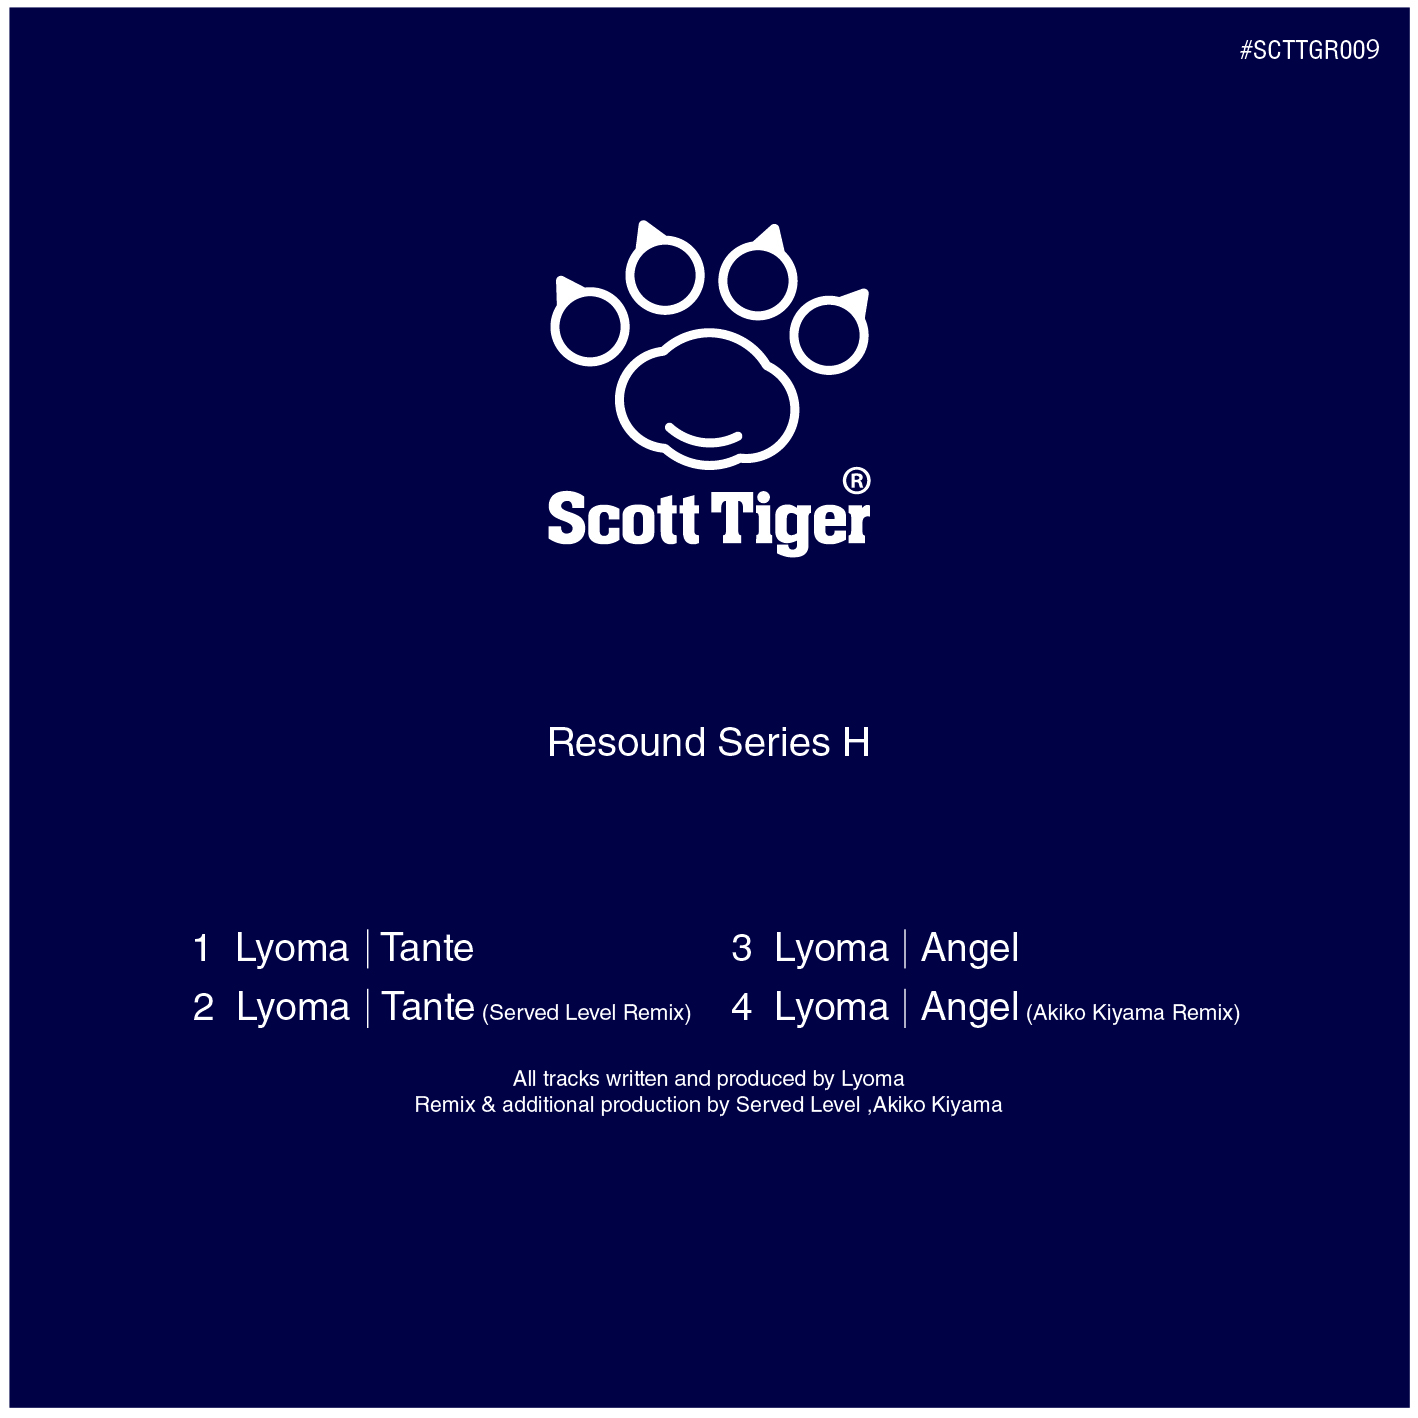 #SCTTGR009
®
Scott Tiger
Resound Series H
1 Lyoma | Tante
2 Lyoma | Tante (Served Level Remix)
3 Lyoma | Angel
4 Lyoma | Angel (Akiko Kiyama Remix)
All tracks written and produced by Lyoma
Remix & additional production by Served Level ,Akiko Kiyama